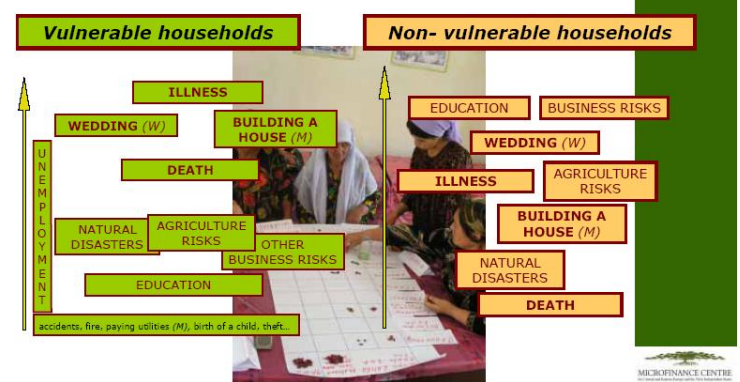 Vulnerable households
Non- vulnerable households
ILLNESS
WEDDING (W)
BUILDING A
HOUSE (M)
DEATH
UNEMPLOYMENT
NATURAL
DISASTERS
AGRICULTURE
RISKS
OTHER
BUSINESS RISKS
EDUCATION
accidents, fire, paying utilities (M), birth of a child, theft...
EDUCATION
BUSINESS RISKS
WEDDING (W)
ILLNESS
AGRICULTURE
RISKS
BUILDING A
HOUSE (M)
NATURAL
DISASTERS
DEATH
MICROFINANCE CENTRE